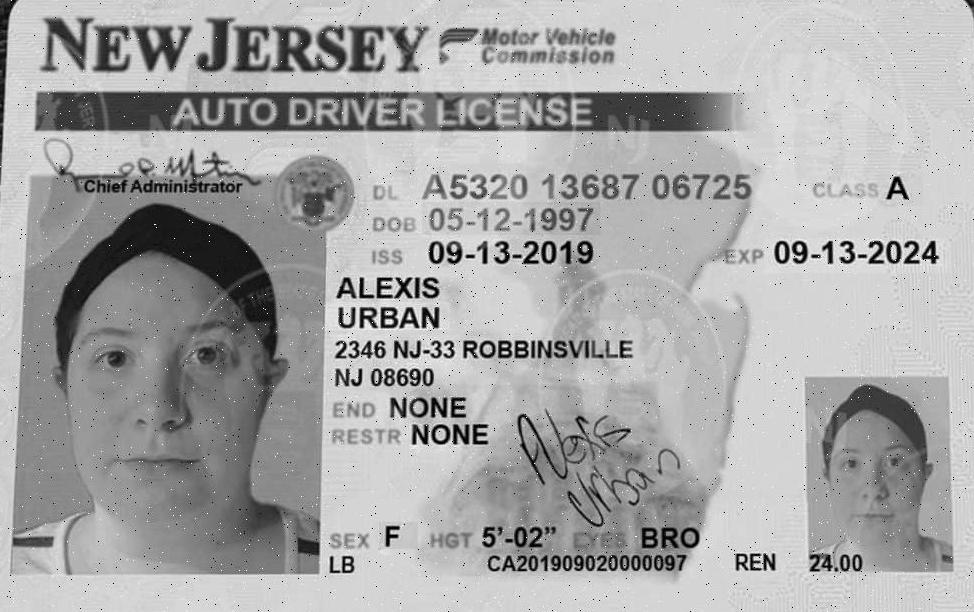 NEW JERSEY Motor Vehicle Commission
AUTO DRIVER LICENSE
Chief Administrator
DL A5320 13687 06725 CLASS A
DOB 05-12-1997
ISS 09-13-2019 EXP 09-13-2024
ALEXIS
URBAN
2346 NJ-33 ROBBINSVILLE
NJ 08690
END NONE
RESTR NONE
Alexis
Urban
SEX F HGT 5'-02" EYES BRO
LB CA201909020000097 REN 24.00